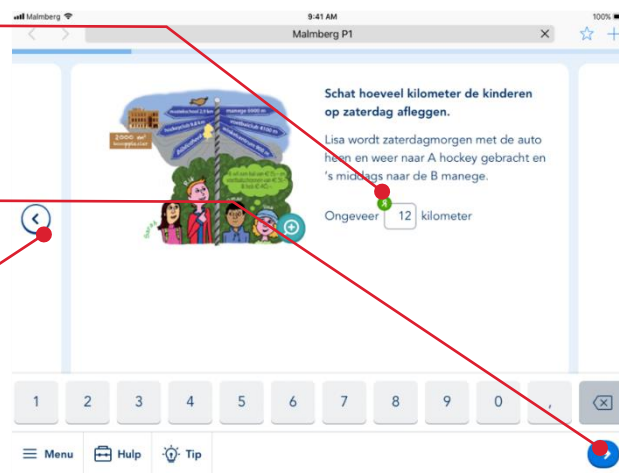 Malmberg
9:41 AM
100%
Malmberg P1
Schat hoeveel kilometer de kinderen
op zaterdag afleggen.
Lisa wordt zaterdagmorgen met de auto
heen en weer naar A hockey gebracht en
's middags naar de B manege.
Ongeveer 12 kilometer
manege 5000 m
2000 m²
1 2 3 4 5 6 7 8 9 0 ,
Menu Hulp Tip